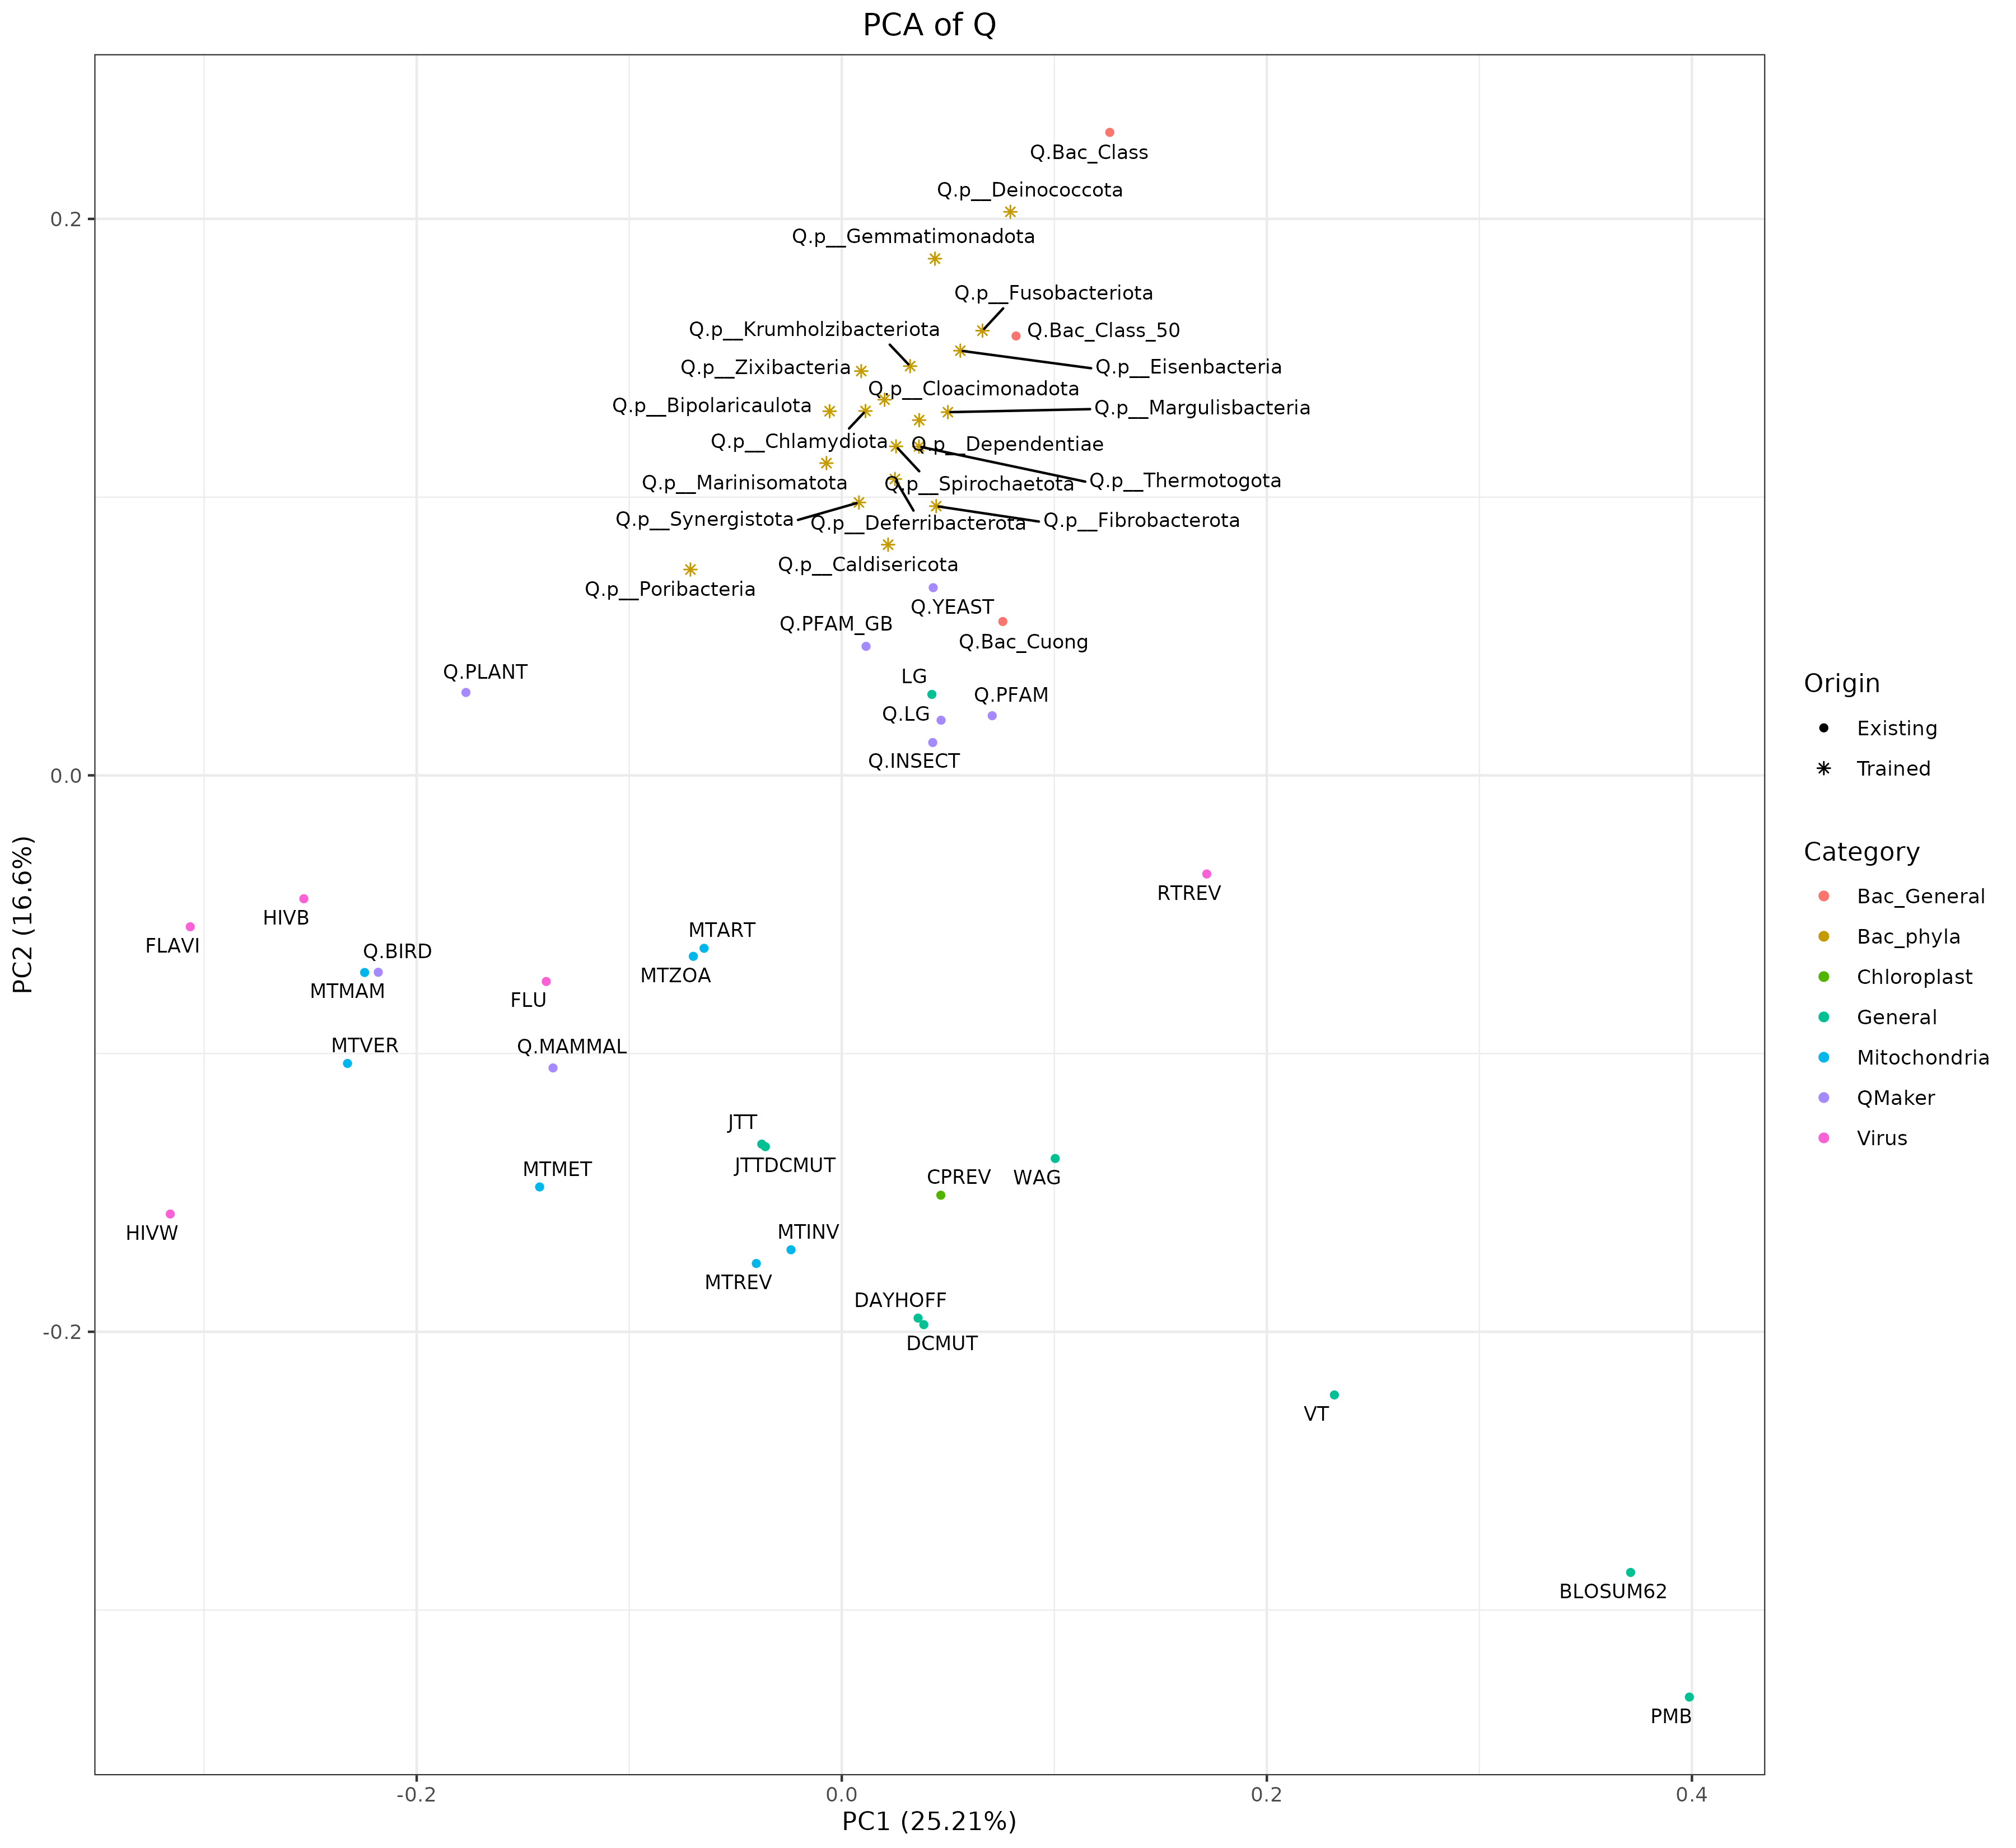 PCA of Q
Q.Bac_Class
Q.p__Deinococcota
0.2
Q.p__Gemmatimonadota
Q.p__Fusobacteriota
Q.p__Krumholzibacteriota
Q.Bac_Class_50
Q.p__Zixibacteria
Q.p__Eisenbacteria
Q.p__Cloacimonadota
Q.p__Bipolaricaulota
Q.p__Margulisbacteria
Q.p__Chlamydiota
Q.p__Dependentiae
Q.p__Marinisomatota
Q.p__Spirochaetota
Q.p__Thermotogota
Q.p__Synergistota
Q.p__Deferribacterota
Q.p__Fibrobacterota
Q.p__Caldisericota
Q.p__Poribacteria
Q.YEAST
Q.PFAM_GB
Q.Bac_Cuong
Q.PLANT
LG
Q.PFAM
Q.LG
Q.INSECT
0.0
RTREV
HIVB
FLAVI
MTART
Q.BIRD
MTZOA
MTMAM
FLU
MTVER
Q.MAMMAL
JTT
JTTDCMUT
MTMET
CPREV
WAG
HIVW
MTINV
MTREV
DAYHOFF
-0.2
DCMUT
VT
BLOSUM62
PMB
PC2 (16.6%)
-0.2
0.0
0.2
0.4
PC1 (25.21%)
Origin
Existing
Trained
Category
Bac_General
Bac_phyla
Chloroplast
General
Mitochondria
QMaker
Virus